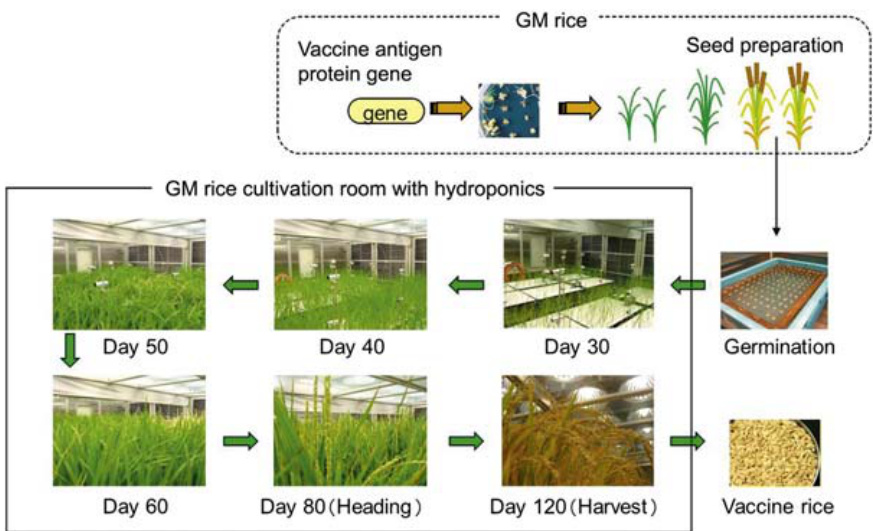 GM rice
Vaccine antigen
protein gene
Seed preparation
gene
GM rice cultivation room with hydroponics
Day 50
Day 40
Day 30
Germination
Day 60
Day 80（Heading）
Day 120（Harvest）
Vaccine rice